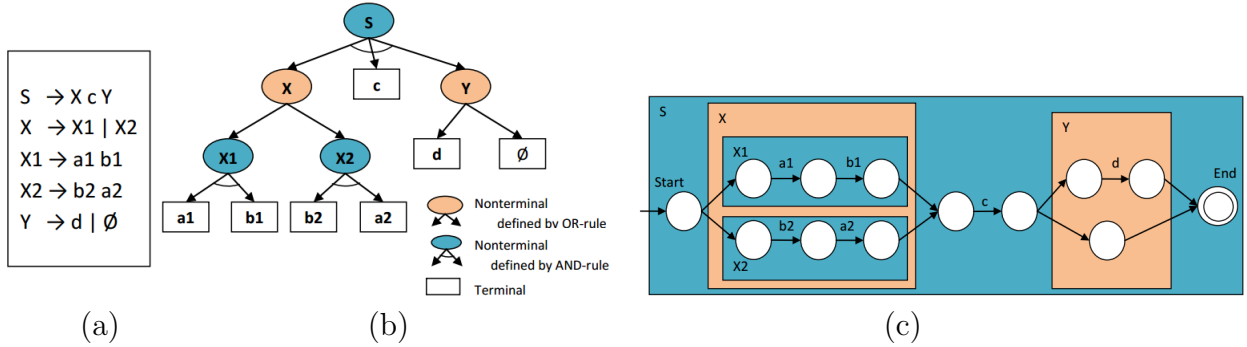 S → X c Y
X → X1 | X2
X1 → a1 b1
X2 → b2 a2
Y → d | Ø
(a)
S
X
c
Y
X1
X2
d
Ø
a1
b1
b2
a2
Nonterminal
defined by OR-rule
Nonterminal
defined by AND-rule
Terminal
(b)
S
X
Y
X1
a1
b1
d
Start
End
c
b2
a2
X2
(c)